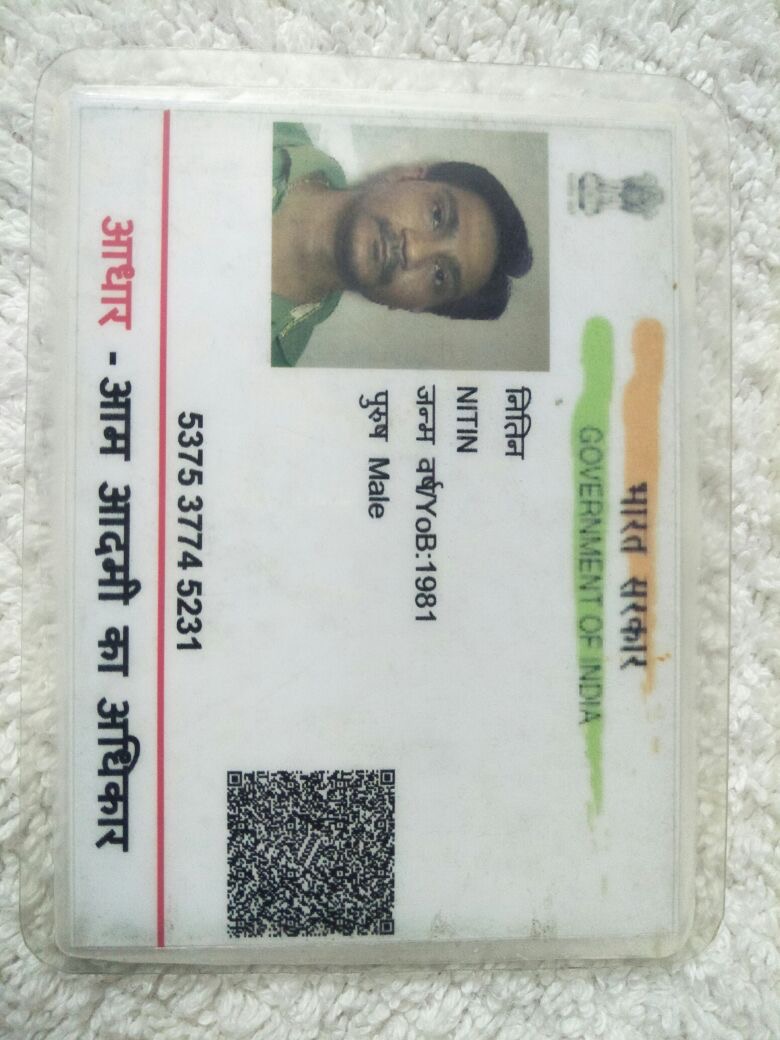 भारत सरकार
GOVERNMENT OF INDIA
नितिन
NITIN
जन्म वर्ष/YoB:1981
पुरुष Male
5375 3774 5231
आधार - आम आदमी का अधिकार